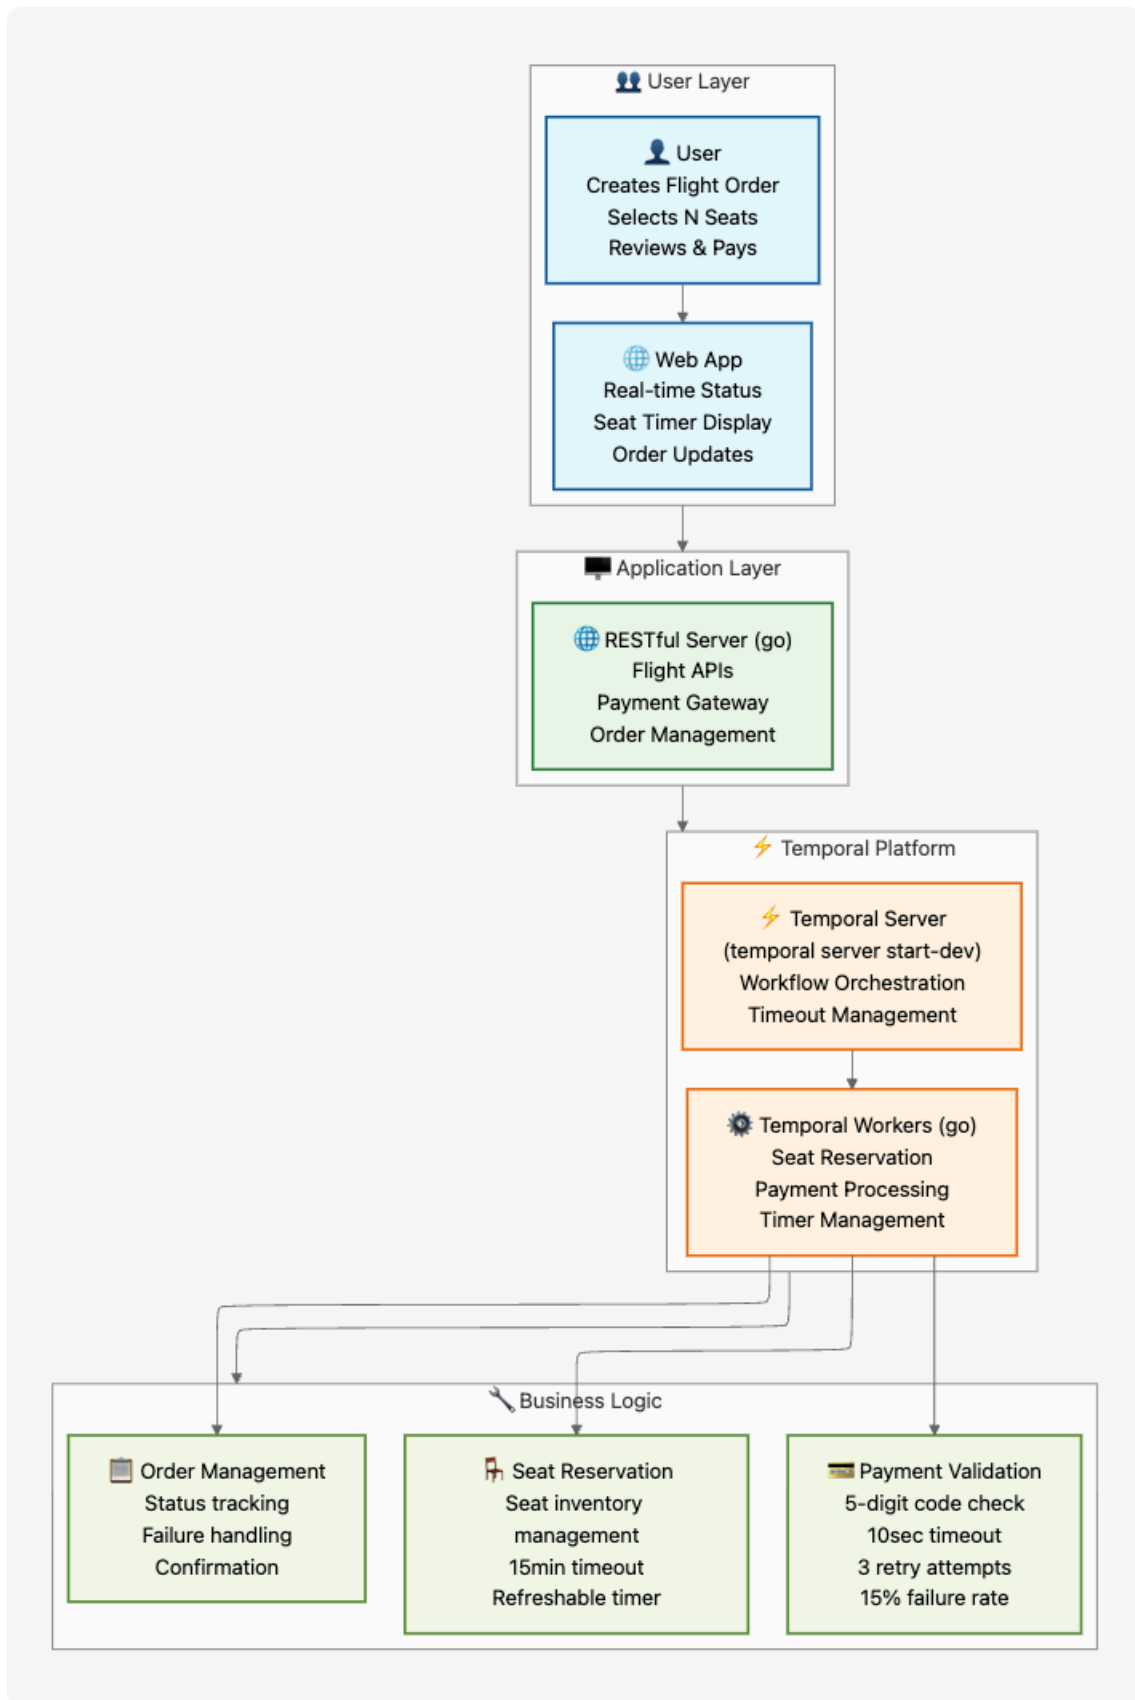 User Layer
User
Creates Flight Order
Selects N Seats
Reviews & Pays
Web App
Real-time Status
Seat Timer Display
Order Updates
Application Layer
RESTful Server (go)
Flight APIs
Payment Gateway
Order Management
Temporal Platform
Temporal Server
(temporal server start-dev)
Workflow Orchestration
Timeout Management
Temporal Workers (go)
Seat Reservation
Payment Processing
Timer Management
Business Logic
Order Management
Status tracking
Failure handling
Confirmation
Seat Reservation
Seat inventory
management
15min timeout
Refreshable timer
Payment Validation
5-digit code check
10sec timeout
3 retry attempts
15% failure rate